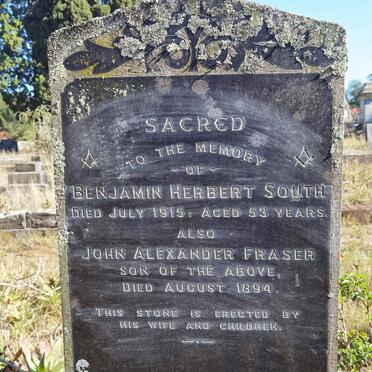 SACRED
TO THE MEMORY
OF
BENJAMIN HERBERT SOUTH
DIED JULY 1915, AGED 53 YEARS.
ALSO
JOHN ALEXANDER FRASER
SON OF THE ABOVE,
DIED AUGUST 1894.
THIS STONE IS ERECTED BY
HIS WIFE AND CHILDREN.